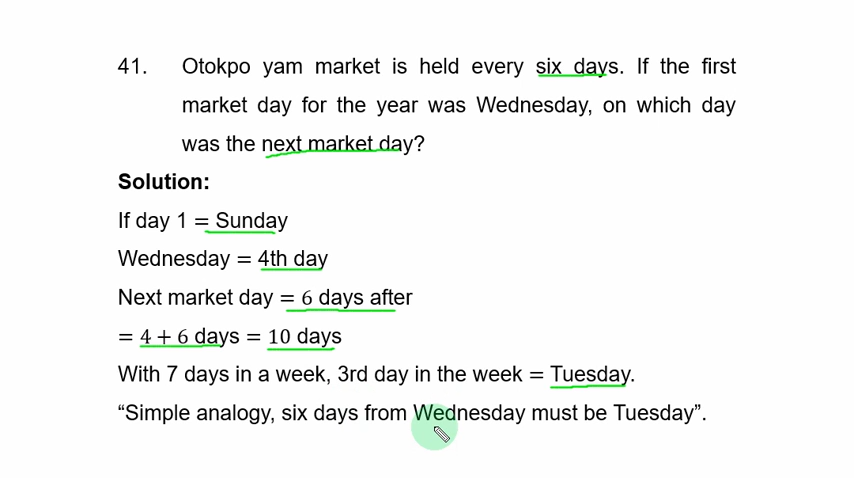 41. Otokpo yam market is held every six days. If the first
market day for the year was Wednesday, on which day
was the next market day?
Solution:
If day 1 = Sunday
Wednesday = 4th day
Next market day = 6 days after
= 4 + 6 days = 10 days
With 7 days in a week, 3rd day in the week = Tuesday.
“Simple analogy, six days from Wednesday must be Tuesday”.